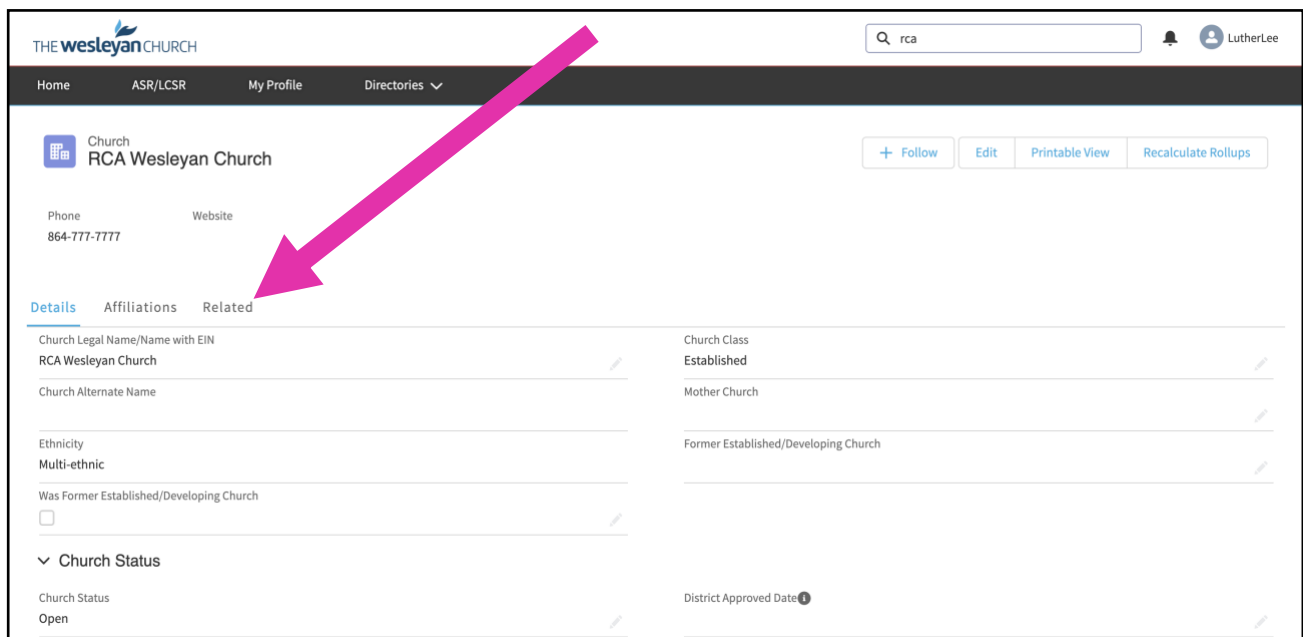 THE wesleyan CHURCH
rca
LutherLee
Home ASR/LCSR My Profile Directories
Church
RCA Wesleyan Church
+ Follow Edit Printable View Recalculate Rollups
Phone Website
864-777-7777
Details Affiliations Related
Church Legal Name/Name with EIN Church Class
RCA Wesleyan Church Established
Church Alternate Name Mother Church
Ethnicity Former Established/Developing Church
Multi-ethnic
Was Former Established/Developing Church
Church Status
Church Status District Approved Date
Open